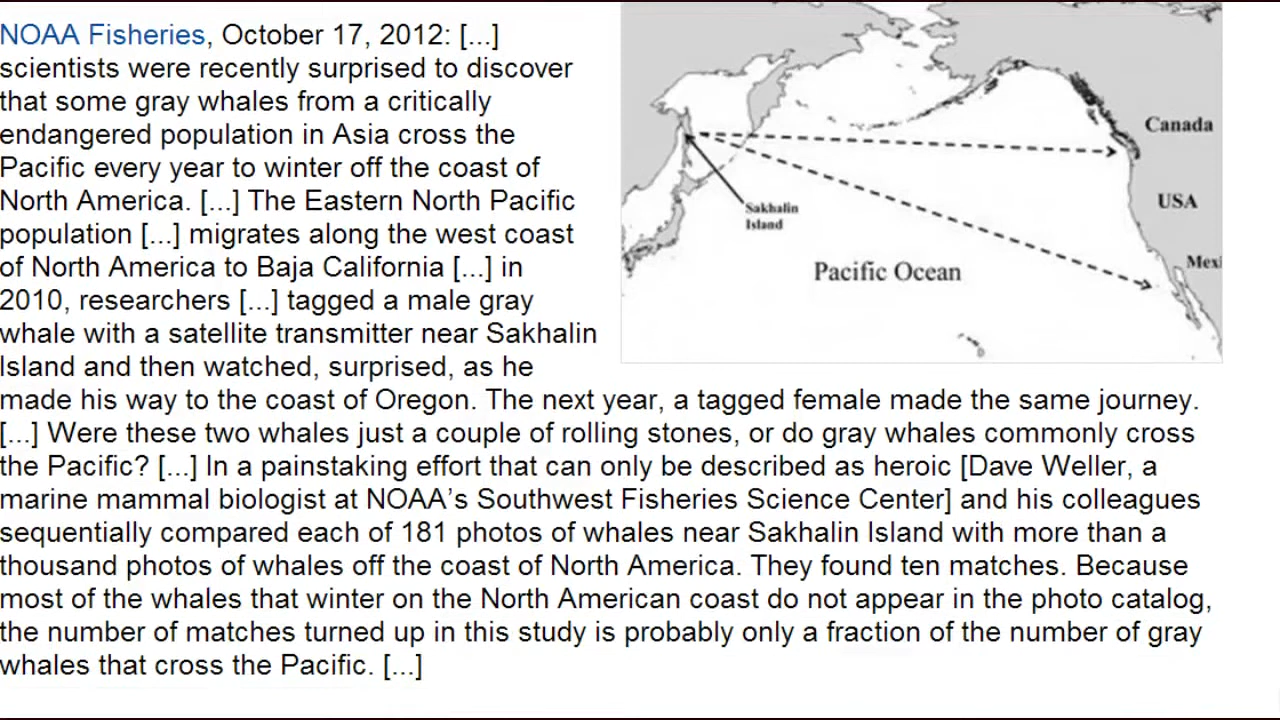 NOAA Fisheries, October 17, 2012: [...]
scientists were recently surprised to discover
that some gray whales from a critically
endangered population in Asia cross the
Pacific every year to winter off the coast of
North America. [...] The Eastern North Pacific
population [...] migrates along the west coast
of North America to Baja California [...] in
2010, researchers [...] tagged a male gray
whale with a satellite transmitter near Sakhalin
Island and then watched, surprised, as he
made his way to the coast of Oregon. The next year, a tagged female made the same journey.
[...] Were these two whales just a couple of rolling stones, or do gray whales commonly cross
the Pacific? [...] In a painstaking effort that can only be described as heroic [Dave Weller, a
marine mammal biologist at NOAA’s Southwest Fisheries Science Center] and his colleagues
sequentially compared each of 181 photos of whales near Sakhalin Island with more than a
thousand photos of whales off the coast of North America. They found ten matches. Because
most of the whales that winter on the North American coast do not appear in the photo catalog,
the number of matches turned up in this study is probably only a fraction of the number of gray
whales that cross the Pacific. [...]
Canada
USA
Mexi
Sakhalin
Island
Pacific Ocean